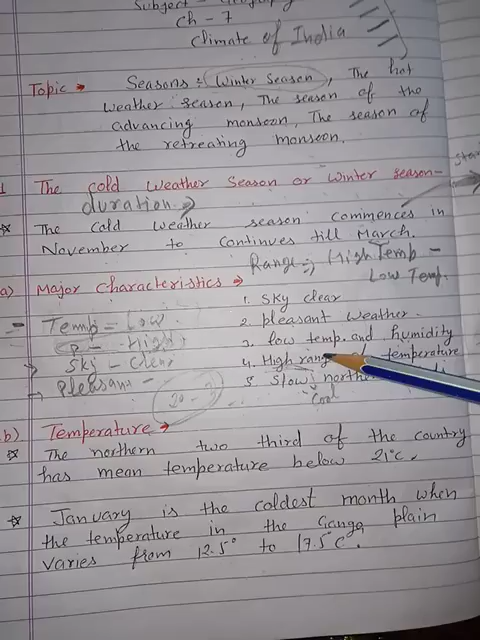 Subject - Geography
Ch - 7
Climate of India
Topic → Seasons: Winter Season, The hot
weather season, The season of the
advancing monsoon, The season of
the retreating monsoon.
The cold weather Season or winter season-
duration →
The cold weather season commences in
November to continues till March.
Range → High Temp -
Low Temp.
a) Major Characteristics →
1. Sky clear
2. pleasant weather.
3. low temp. and humidity
4. High range temperature
5. Slow
Cool
- Temp - Low
P - High
Sky - Clear
→ pleasant -
20 -
b) Temperature →
The northern two third of the country
has mean temperature below 21°c.
January is the coldest month when
the temperature in the Ganga plain
varies from 12.5° to 17.5°c.